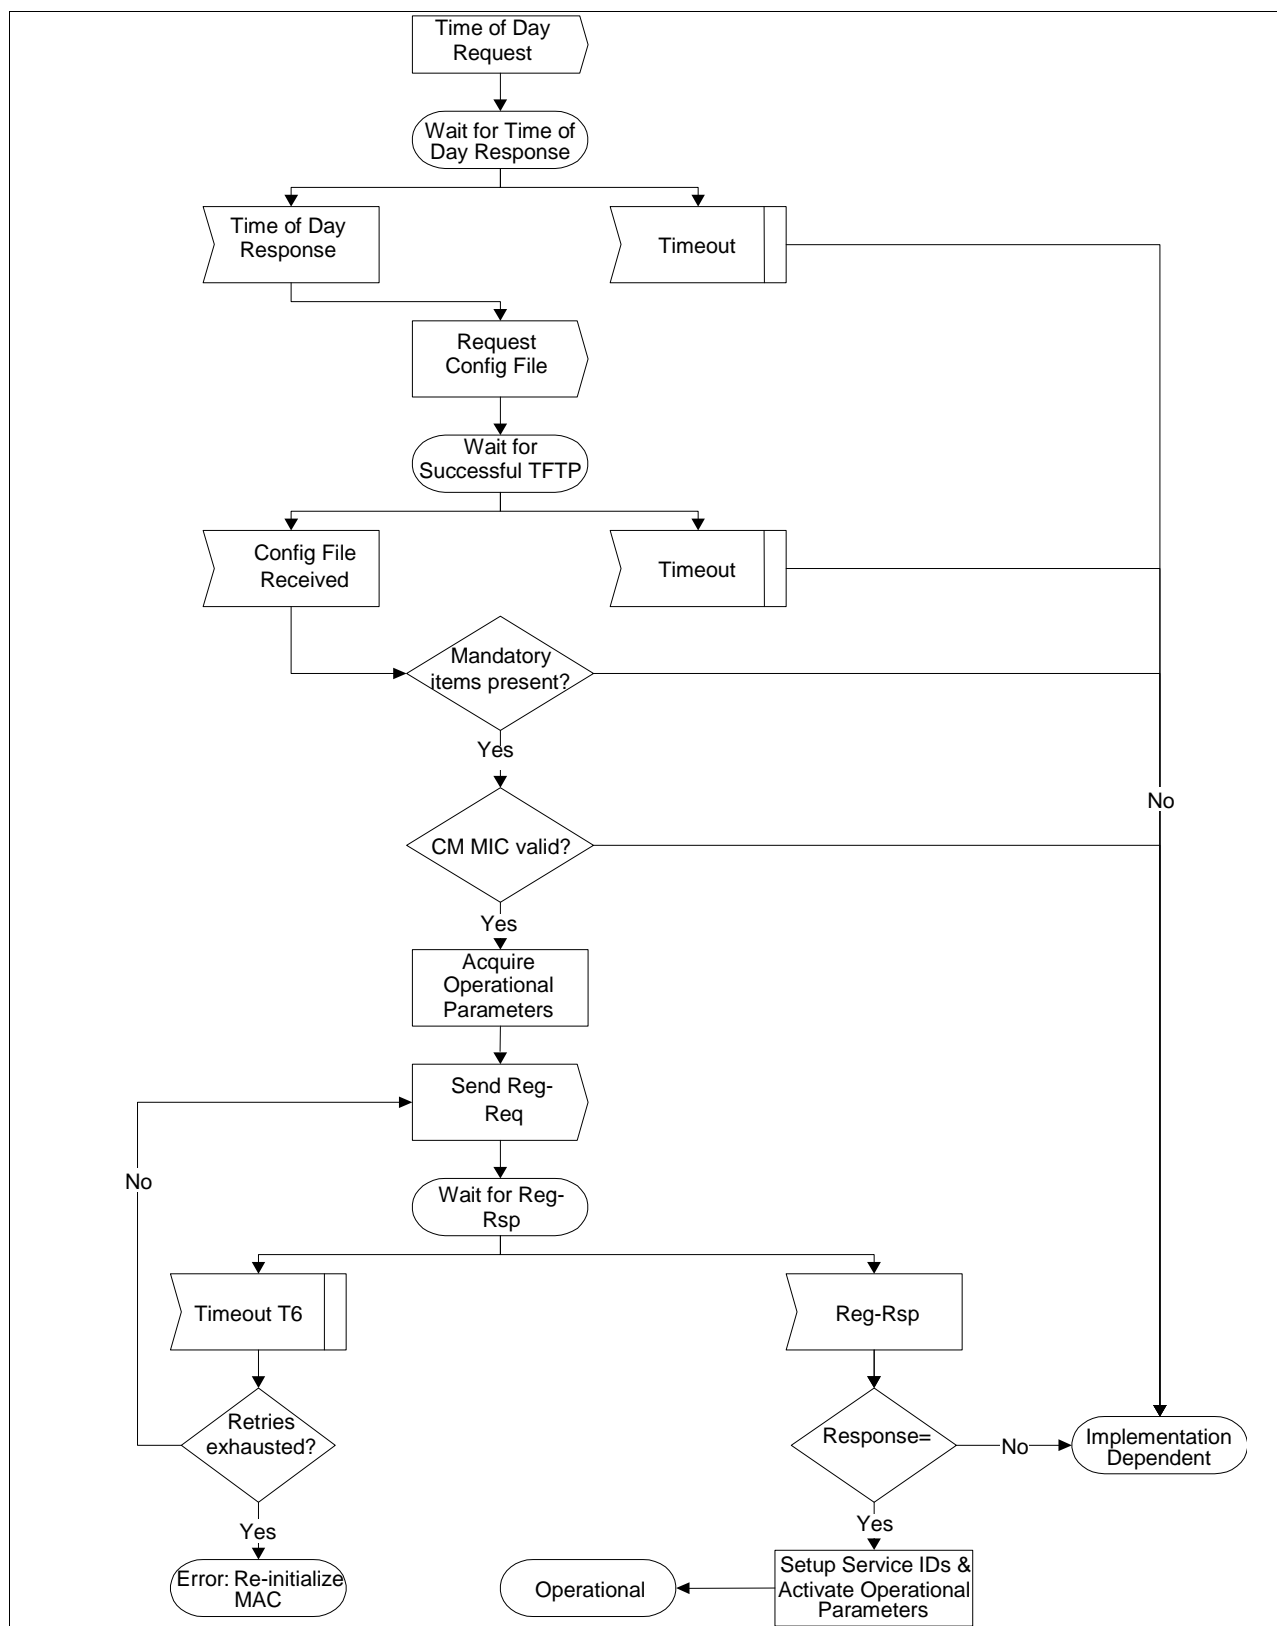 Time of Day
Request
Wait for Time of
Day Response
Time of Day
Response
Timeout
Request
Config File
Wait for
Successful TFTP
Config File
Received
Timeout
Mandatory
items present?
Yes
No
CM MIC valid?
Yes
Acquire
Operational
Parameters
Send Reg-
Req
No
Wait for Reg-
Rsp
Timeout T6
Reg-Rsp
Retries
exhausted?
Response=
No
Implementation
Dependent
Yes
Yes
Error: Re-initialize
MAC
Operational
Setup Service IDs &
Activate Operational
Parameters